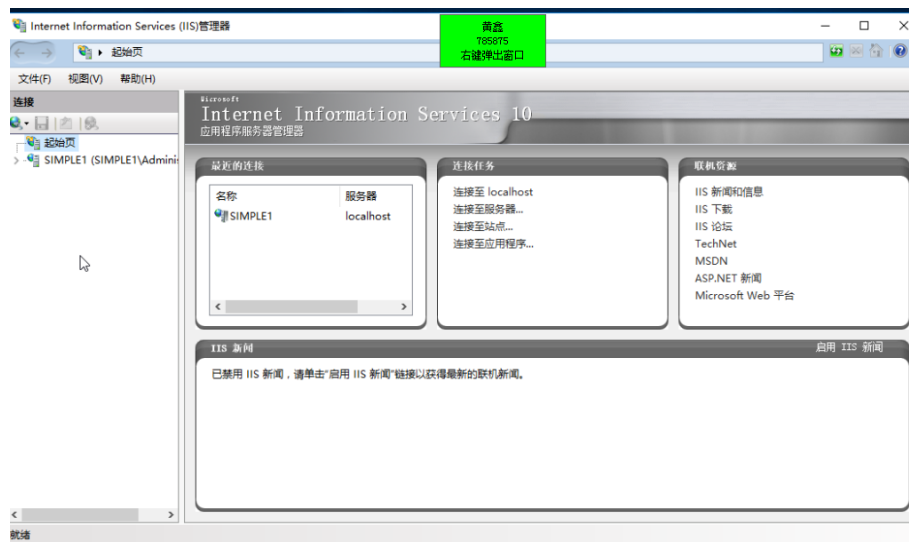 Internet Information Services (IIS)管理器
黄鑫
785875
右键弹出窗口
起始页
文件(F) 视图(V) 帮助(H)
连接
起始页
SIMPLE1 (SIMPLE1\Admini
Microsoft
Internet Information Services 10
应用程序服务器管理器
最近的连接
名称 服务器
SIMPLE1 localhost
连接任务
连接至 localhost
连接至服务器...
连接至站点...
连接至应用程序...
联机资源
IIS 新闻和信息
IIS 下载
IIS 论坛
TechNet
MSDN
ASP.NET 新闻
Microsoft Web 平台
IIS 新闻
启用 IIS 新闻
已禁用 IIS 新闻，请单击"启用 IIS 新闻"链接以获得最新的联机新闻。
就绪